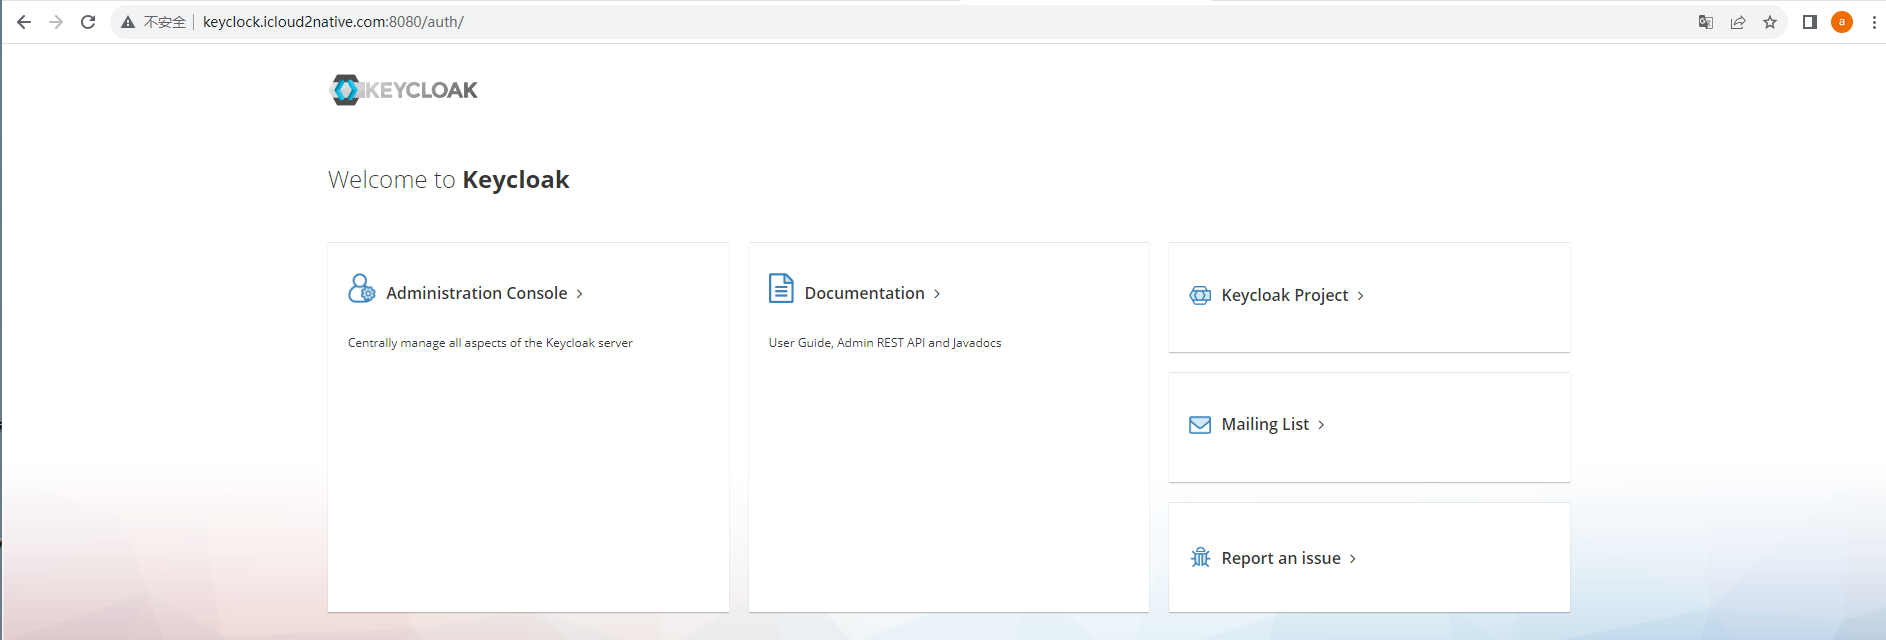 不安全 keyclock.icloud2native.com:8080/auth/
a
KEYCLOAK
Welcome to Keycloak
Administration Console
Centrally manage all aspects of the Keycloak server
Documentation
User Guide, Admin REST API and Javadocs
Keycloak Project
Mailing List
Report an issue